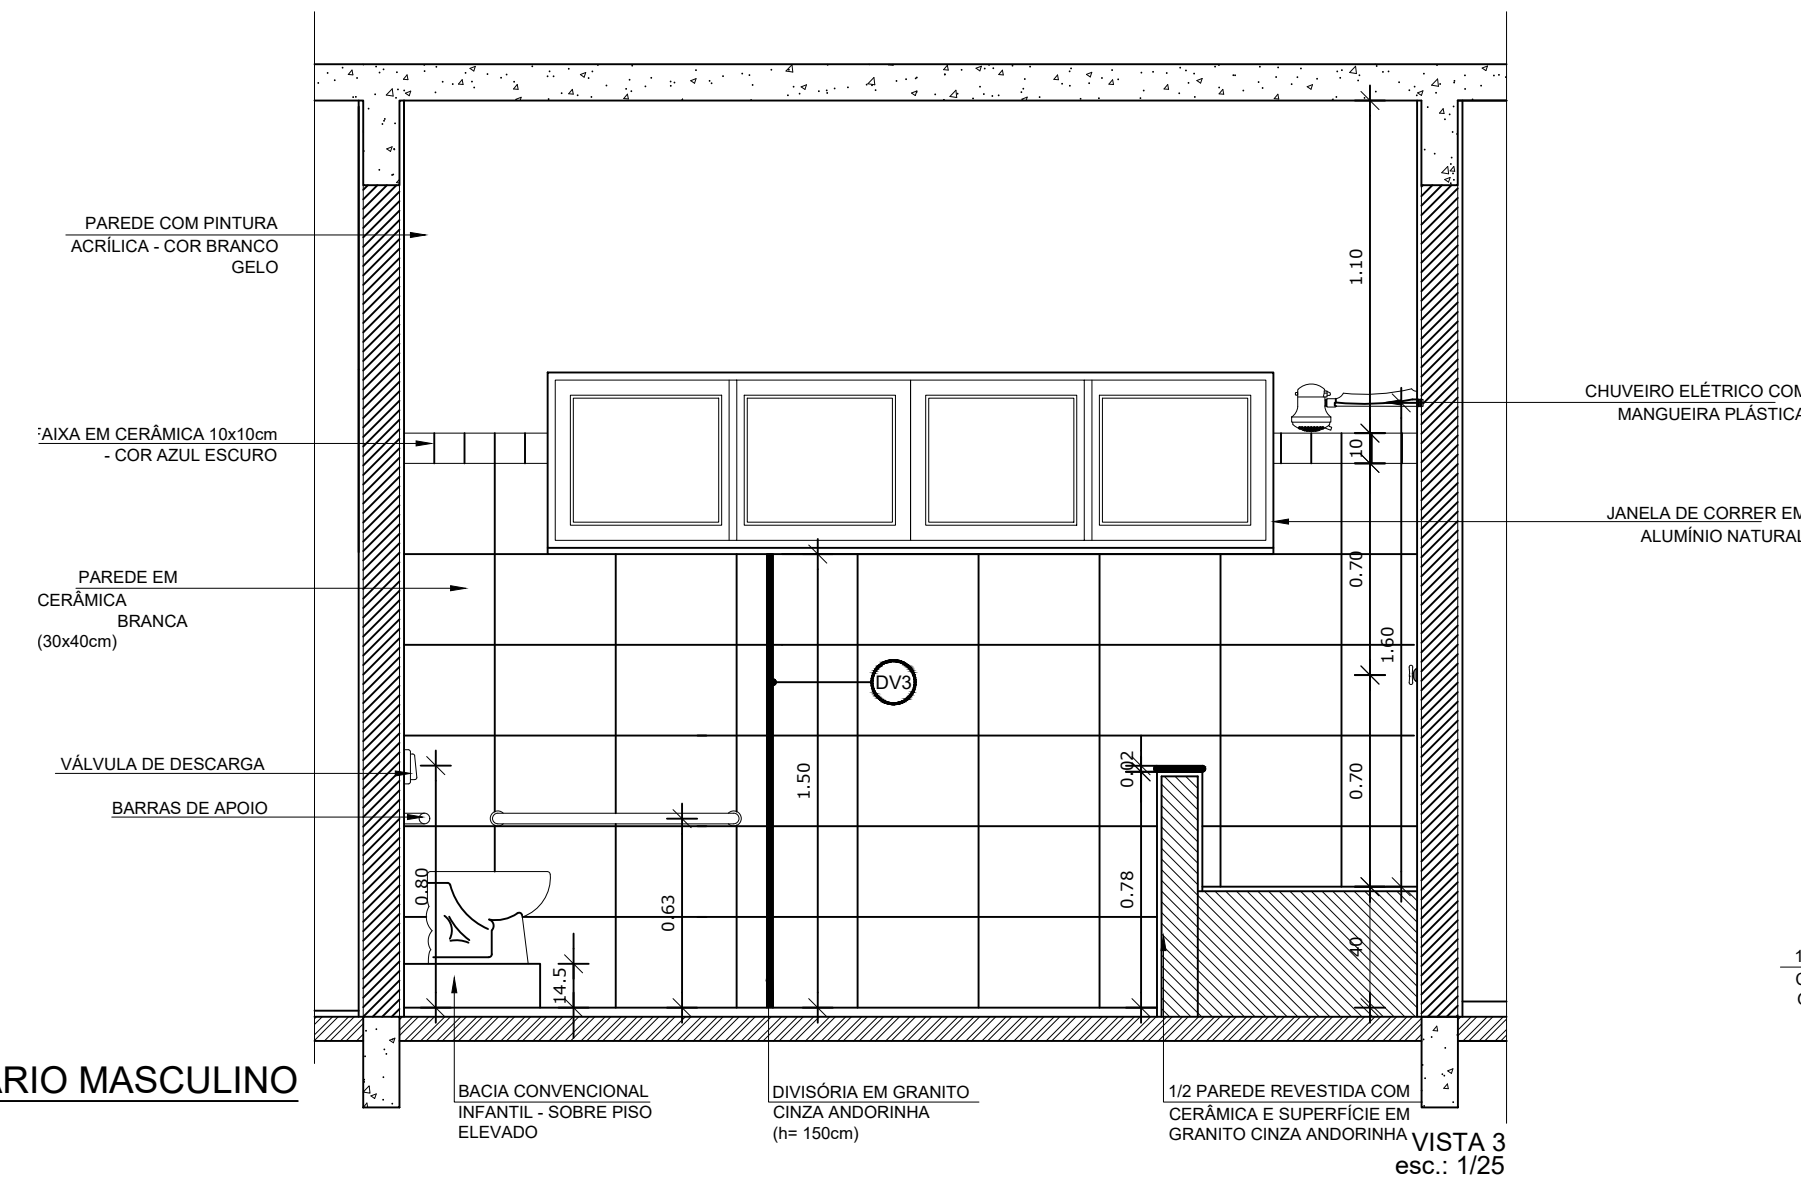 PAREDE COM PINTURA
ACRÍLICA - COR BRANCO
GELO
FAIXA EM CERÂMICA 10x10cm
- COR AZUL ESCURO
PAREDE EM
CERÂMICA
BRANCA
(30x40cm)
VÁLVULA DE DESCARGA
BARRAS DE APOIO
1.10
10
0.70
1.60
0.70
40
CHUVEIRO ELÉTRICO COM
MANGUEIRA PLÁSTICA
JANELA DE CORRER EM
ALUMÍNIO NATURAL
DV3
1.50
0.02
0.78
0.80
0.63
14.5
ÁRIO MASCULINO
BACIA CONVENCIONAL
INFANTIL - SOBRE PISO
ELEVADO
DIVISÓRIA EM GRANITO
CINZA ANDORINHA
(h= 150cm)
1/2 PAREDE REVESTIDA COM
CERÂMICA E SUPERFÍCIE EM
GRANITO CINZA ANDORINHA
VISTA 3
esc.: 1/25